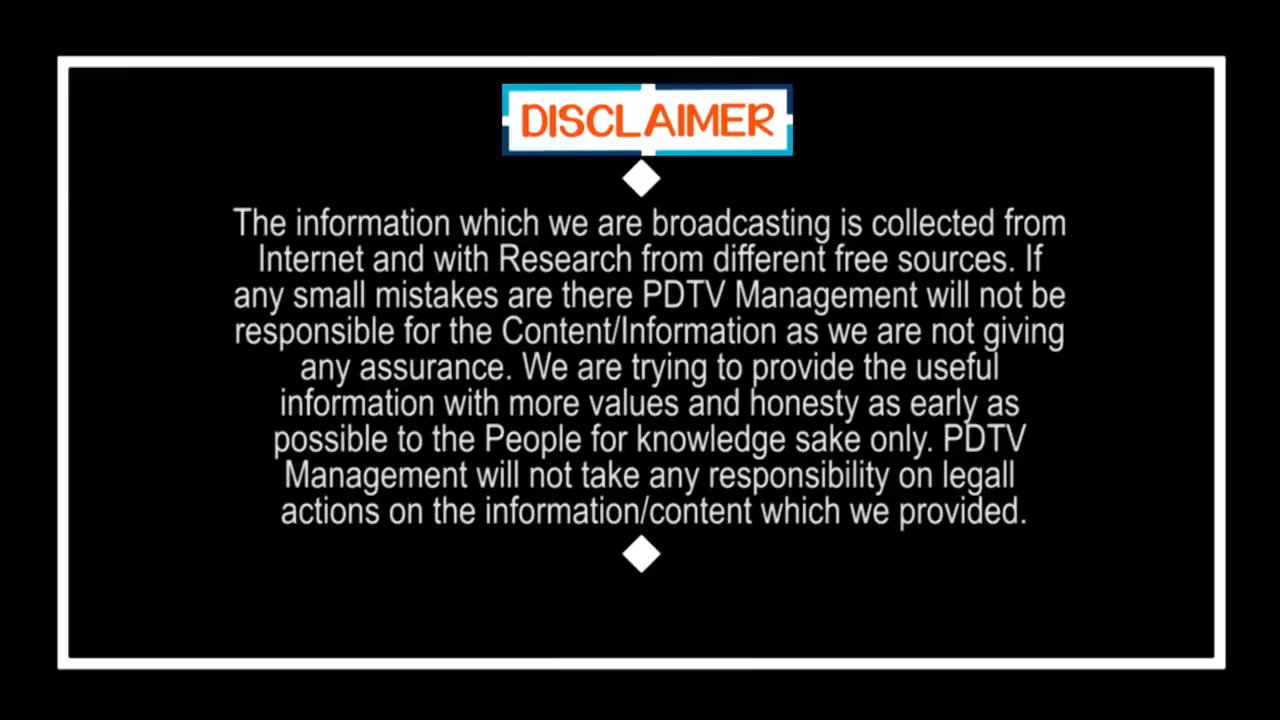 DISCLAIMER
The information which we are broadcasting is collected from
Internet and with Research from different free sources. If
any small mistakes are there PDTV Management will not be
responsible for the Content/Information as we are not giving
any assurance. We are trying to provide the useful
information with more values and honesty as early as
possible to the People for knowledge sake only. PDTV
Management will not take any responsibility on legall
actions on the information/content which we provided.